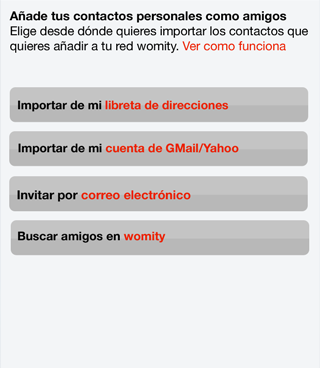 Añade tus contactos personales como amigos
Elige desde dónde quieres importar los contactos que
quieres añadir a tu red womity. Ver como funciona
Importar de mi libreta de direcciones
Importar de mi cuenta de GMail/Yahoo
Invitar por correo electrónico
Buscar amigos en womity